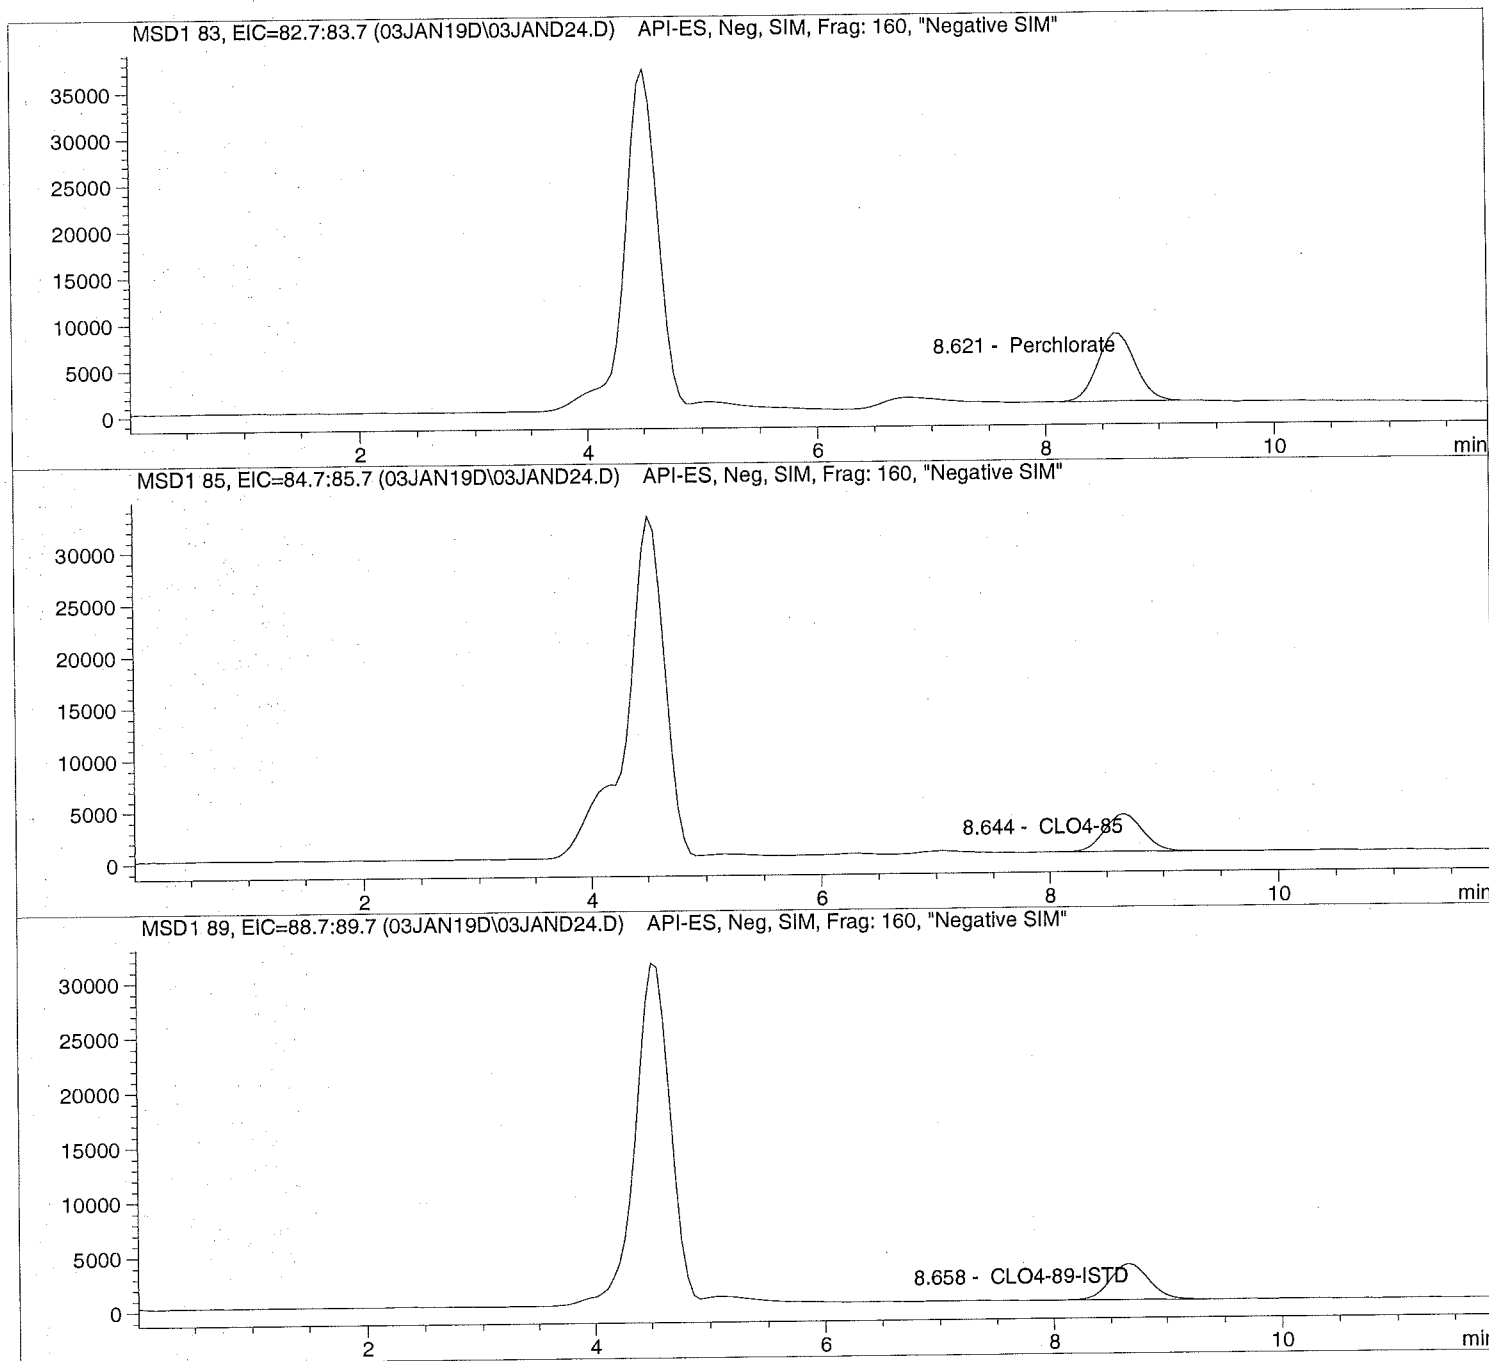 MSD1 83, EIC=82.7:83.7 (03JAN19D\03JAND24.D) API-ES, Neg, SIM, Frag: 160, "Negative SIM"
35000
30000
25000
20000
15000
10000
8.621 - Perchlorate
5000
0
2 4 6 8 10 min
MSD1 85, EIC=84.7:85.7 (03JAN19D\03JAND24.D) API-ES, Neg, SIM, Frag: 160, "Negative SIM"
30000
25000
20000
15000
10000
5000
8.644 - CLO4-85
0
2 4 6 8 10 min
MSD1 89, EIC=88.7:89.7 (03JAN19D\03JAND24.D) API-ES, Neg, SIM, Frag: 160, "Negative SIM"
30000
25000
20000
15000
10000
5000
8.658 - CLO4-89-ISTD
0
2 4 6 8 10 min